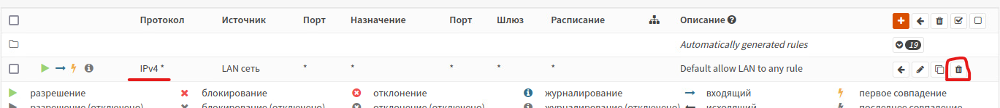 Протокол Источник Порт Назначение Порт Шлюз Расписание Описание
Automatically generated rules 19
IPv4 * LAN сеть * * * * * Default allow LAN to any rule
разрешение блокирование отклонение журналирование входящий первое совпадение
разрешение (отключено) блокирование (отключено) отклонение (отключено) журналирование (отключено) исходящий последнее совпадение